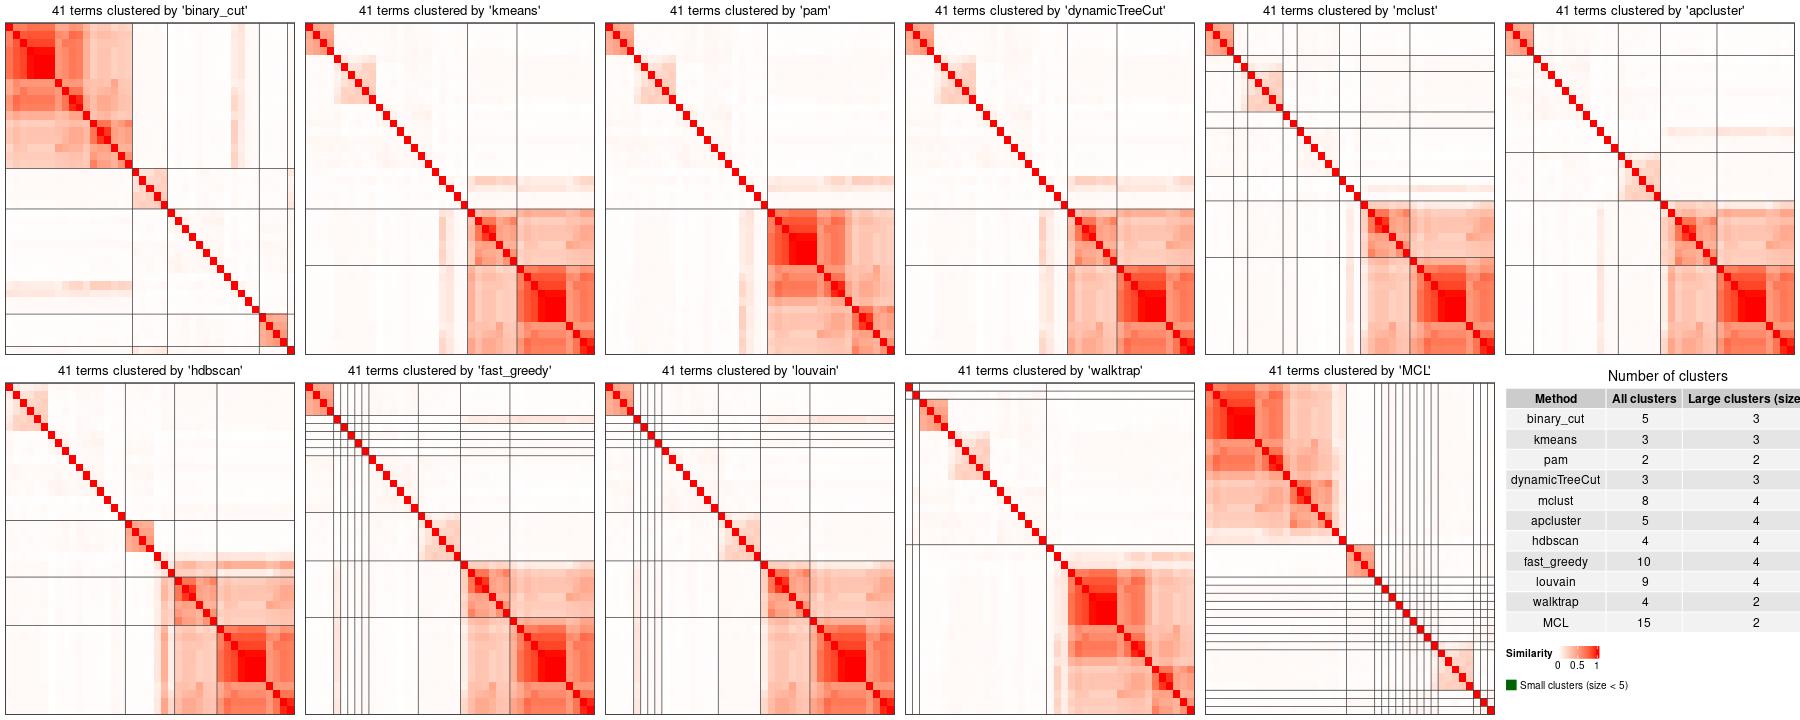 41 terms clustered by 'binary_cut'
41 terms clustered by 'kmeans'
41 terms clustered by 'pam'
41 terms clustered by 'dynamicTreeCut'
41 terms clustered by 'mclust'
41 terms clustered by 'apcluster'
41 terms clustered by 'hdbscan'
41 terms clustered by 'fast_greedy'
41 terms clustered by 'louvain'
41 terms clustered by 'walktrap'
41 terms clustered by 'MCL'
Number of clusters
Method All clusters Large clusters (size
binary_cut 5 3
kmeans 3 3
pam 2 2
dynamicTreeCut 3 3
mclust 8 4
apcluster 5 4
hdbscan 4 4
fast_greedy 10 4
louvain 9 4
walktrap 4 2
MCL 15 2
Similarity
0 0.5 1
Small clusters (size < 5)